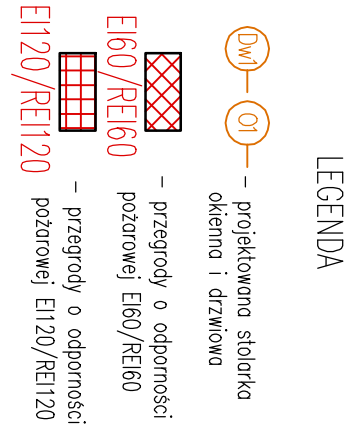 LEGENDA
Dw1 O1 – projektowana stolarka
okienna i drzwiowa
EI60/REI60 – przegrody o odporności
pożarowej EI60/REI60
EI120/REI120 – przegrody o odporności
pożarowej EI120/REI120